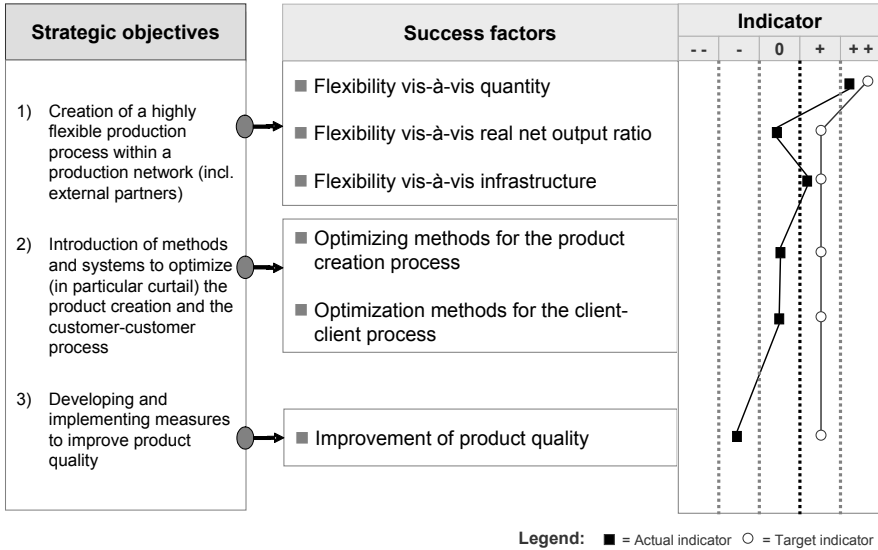 Strategic objectives
1) Creation of a highly
flexible production
process within a
production network (incl.
external partners)
2) Introduction of methods
and systems to optimize
(in particular curtail) the
product creation and the
customer-customer
process
3) Developing and
implementing measures
to improve product
quality
Success factors
Flexibility vis-à-vis quantity
Flexibility vis-à-vis real net output ratio
Flexibility vis-à-vis infrastructure
Optimizing methods for the product
creation process
Optimization methods for the client-
client process
Improvement of product quality
Indicator
-- - 0 + ++
Legend: = Actual indicator = Target indicator